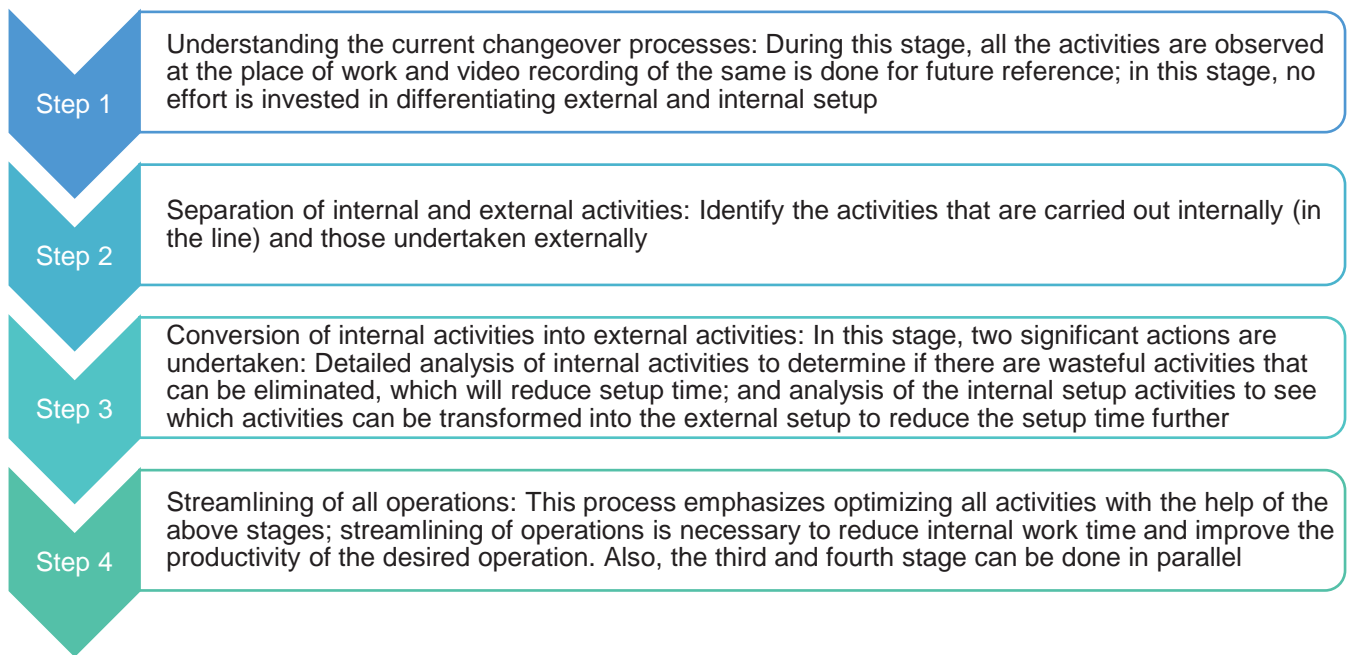 Step 1
Understanding the current changeover processes: During this stage, all the activities are observed
at the place of work and video recording of the same is done for future reference; in this stage, no
effort is invested in differentiating external and internal setup
Step 2
Separation of internal and external activities: Identify the activities that are carried out internally (in
the line) and those undertaken externally
Step 3
Conversion of internal activities into external activities: In this stage, two significant actions are
undertaken: Detailed analysis of internal activities to determine if there are wasteful activities that
can be eliminated, which will reduce setup time; and analysis of the internal setup activities to see
which activities can be transformed into the external setup to reduce the setup time further
Step 4
Streamlining of all operations: This process emphasizes optimizing all activities with the help of the
above stages; streamlining of operations is necessary to reduce internal work time and improve the
productivity of the desired operation. Also, the third and fourth stage can be done in parallel